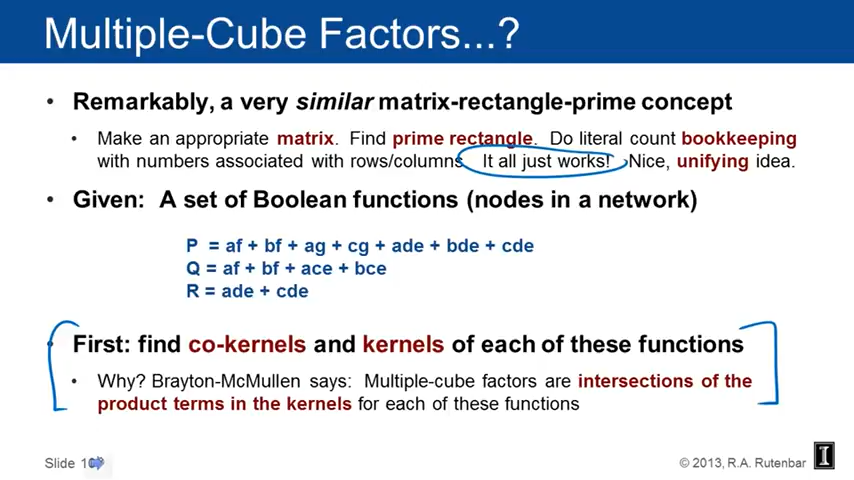 Multiple-Cube Factors...?
• Remarkably, a very similar matrix-rectangle-prime concept
• Make an appropriate matrix. Find prime rectangle. Do literal count bookkeeping
with numbers associated with rows/columns. It all just works! Nice, unifying idea.
• Given: A set of Boolean functions (nodes in a network)
P = af + bf + ag + cg + ade + bde + cde
Q = af + bf + ace + bce
R = ade + cde
• First: find co-kernels and kernels of each of these functions
• Why? Brayton-McMullen says: Multiple-cube factors are intersections of the
product terms in the kernels for each of these functions
Slide
© 2013, R.A. Rutenbar
I